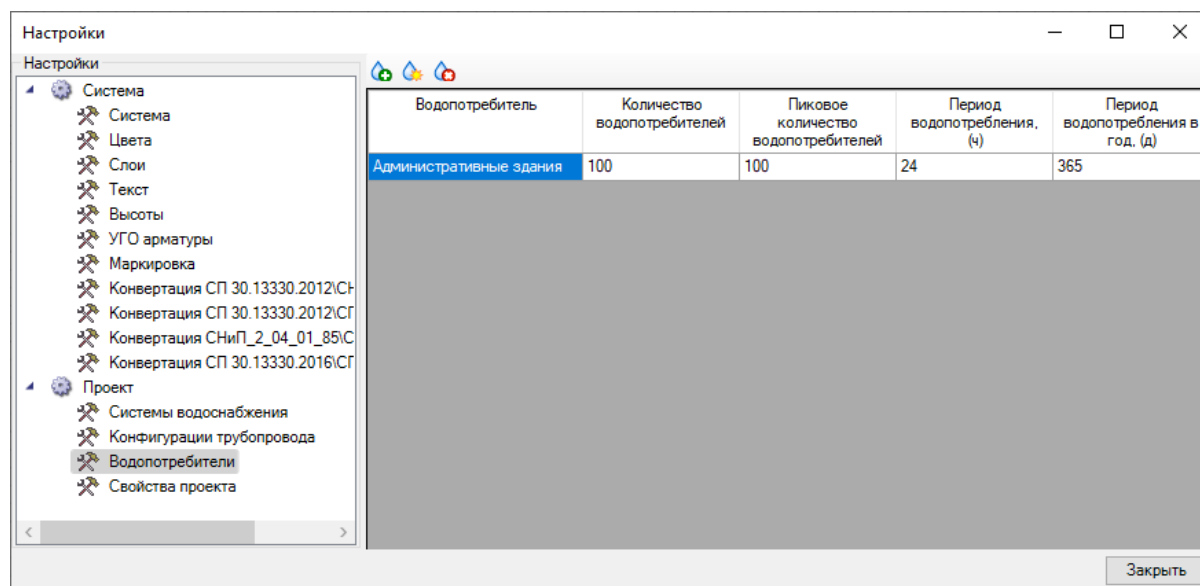 Настройки
Настройки
Система
Система
Цвета
Слои
Текст
Высоты
УГО арматуры
Маркировка
Конвертация СП 30.13330.2012\СН
Конвертация СП 30.13330.2012\СП
Конвертация СНиП_2_04_01_85\С
Конвертация СП 30.13330.2016\СП
Проект
Системы водоснабжения
Конфигурации трубопровода
Водопотребители
Свойства проекта
Водопотребитель
Количество
водопотребителей
Пиковое
количество
водопотребителей
Период
водопотребления,
(ч)
Период
водопотребления в
год, (д)
Административные здания 100 100 24 365
Закрыть